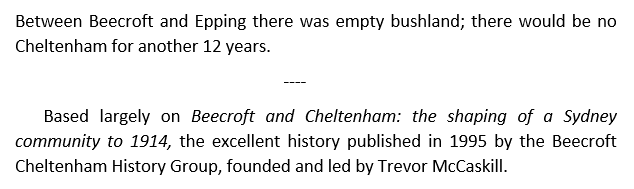 Between Beecroft and Epping there was empty bushland; there would be no
Cheltenham for another 12 years.
----
Based largely on Beecroft and Cheltenham: the shaping of a Sydney
community to 1914, the excellent history published in 1995 by the Beecroft
Cheltenham History Group, founded and led by Trevor McCaskill.